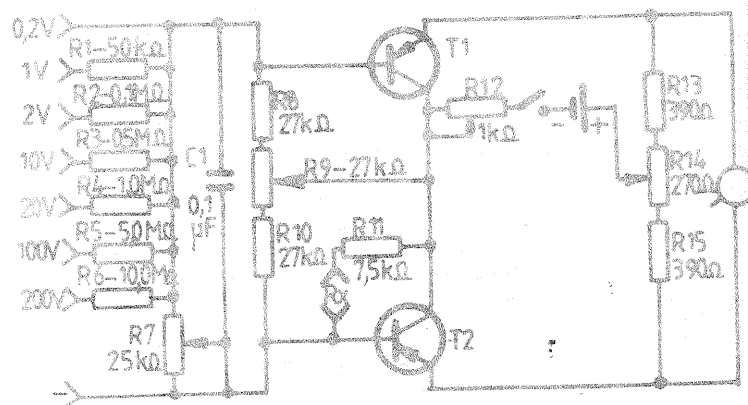 0,2V
R1-50kΩ
1V
R2-0,1MΩ
2V
R3-0,5MΩ
10V
R4-1,0MΩ
20V
R5-5,0MΩ
100V
R6-10,0MΩ
200V
R7
25kΩ
C1
0,1
µF
R8
27kΩ
R9-27kΩ
R10
27kΩ
R11
7,5kΩ
Rx
T1
T2
R12
1kΩ
- +
R13
390Ω
R14
270Ω
R15
390Ω